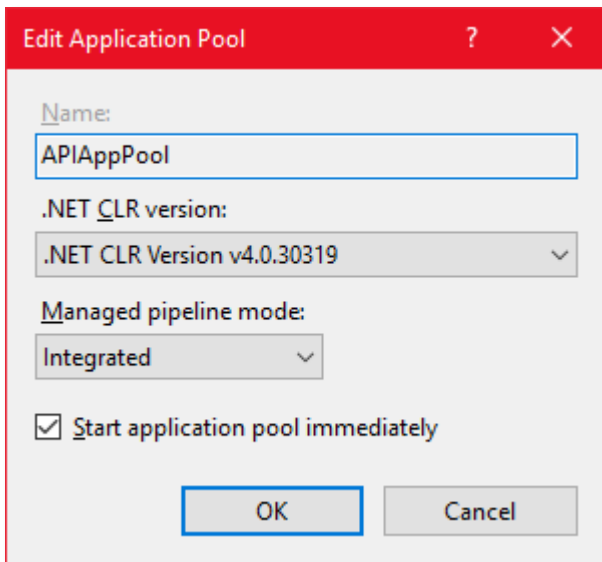 Edit Application Pool ? ✕
Name:
APIAppPool
.NET CLR version:
.NET CLR Version v4.0.30319
Managed pipeline mode:
Integrated
Start application pool immediately
OK Cancel